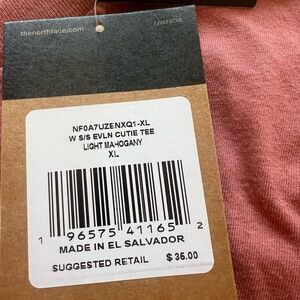 thenorthface.com
NF0A7UZENXQ1-XL
W S/S EVLN CUTIE TEE
LIGHT MAHOGANY
XL
1 96575 41165 2
MADE IN EL SALVADOR
SUGGESTED RETAIL $ 35.00